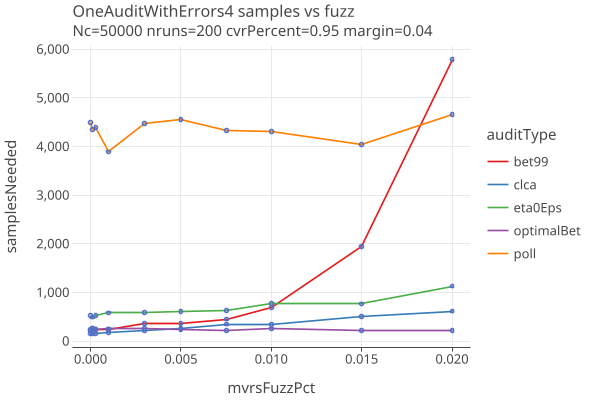 OneAuditWithErrors4 samples vs fuzz
Nc=50000 nruns=200 cvrPercent=0.95 margin=0.04
6,000
5,000
4,000
3,000
2,000
1,000
0
samplesNeeded
0.000
0.005
0.010
0.015
0.020
mvrsFuzzPct
auditType
bet99
clca
eta0Eps
optimalBet
poll